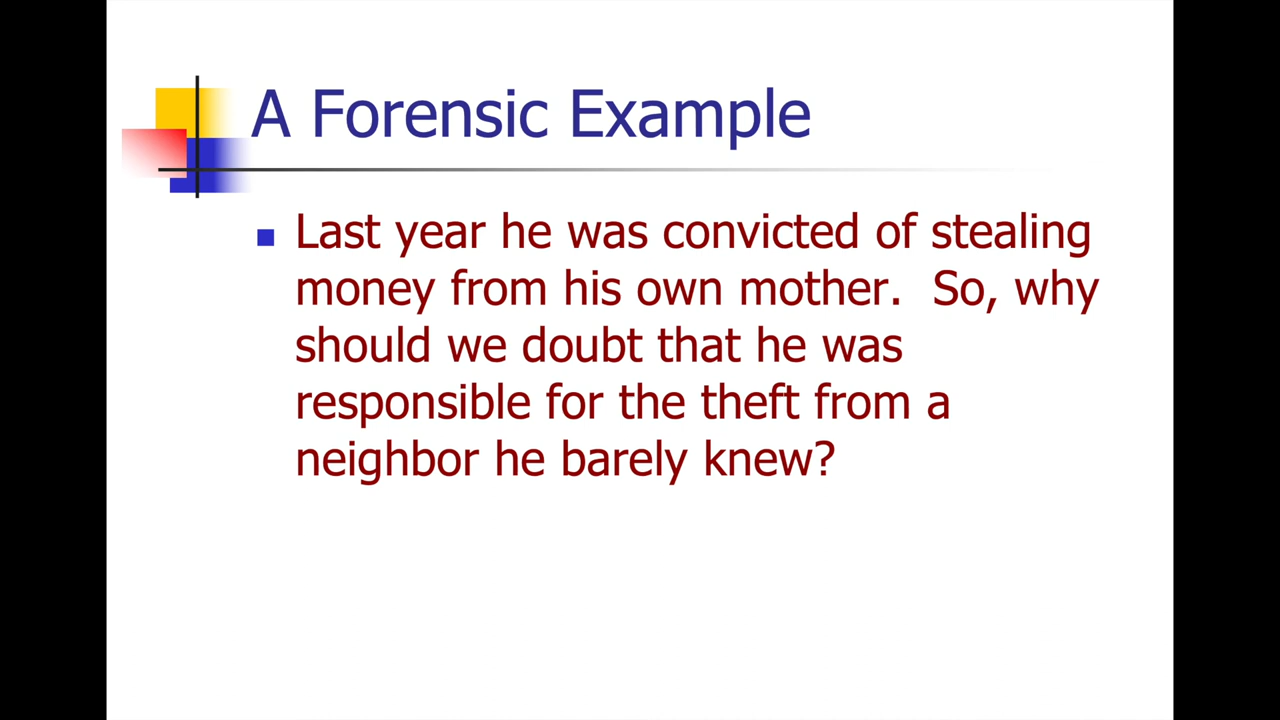 A Forensic Example
Last year he was convicted of stealing
money from his own mother.  So, why
should we doubt that he was
responsible for the theft from a
neighbor he barely knew?